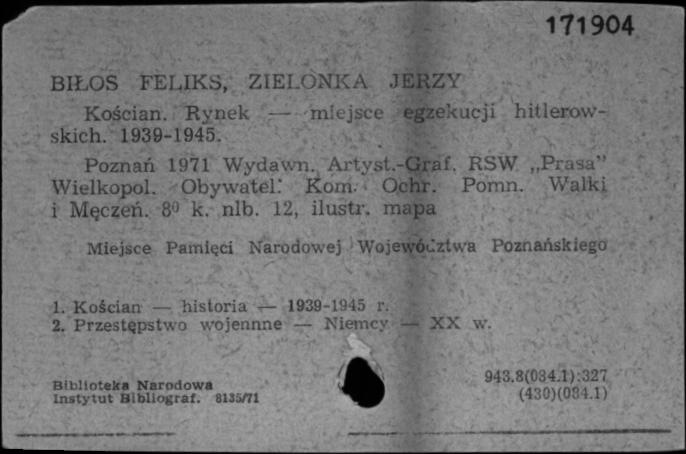 171904
BIŁOS FELIKS, ZIELONKA JERZY
Kościan. Rynek — miejsce egzekucji hitlerow-
skich. 1939-1945.
Poznań 1971 Wydawn. Artyst.-Graf. RSW „Prasa”
Wielkopol. Obywatel. Kom. Ochr. Pomn. Walki
i Męczeń. 8⁰ k. nlb. 12, ilustr. mapa
Miejsce Pamięci Narodowej Województwa Poznańskiego
1. Kościan — historia — 1939-1945 r.
2. Przestępstwo wojennne — Niemcy — XX w.
Biblioteka Narodowa
Instytut Bibliograf. 8135/71
943.8(084.1):327
(430)(084.1)